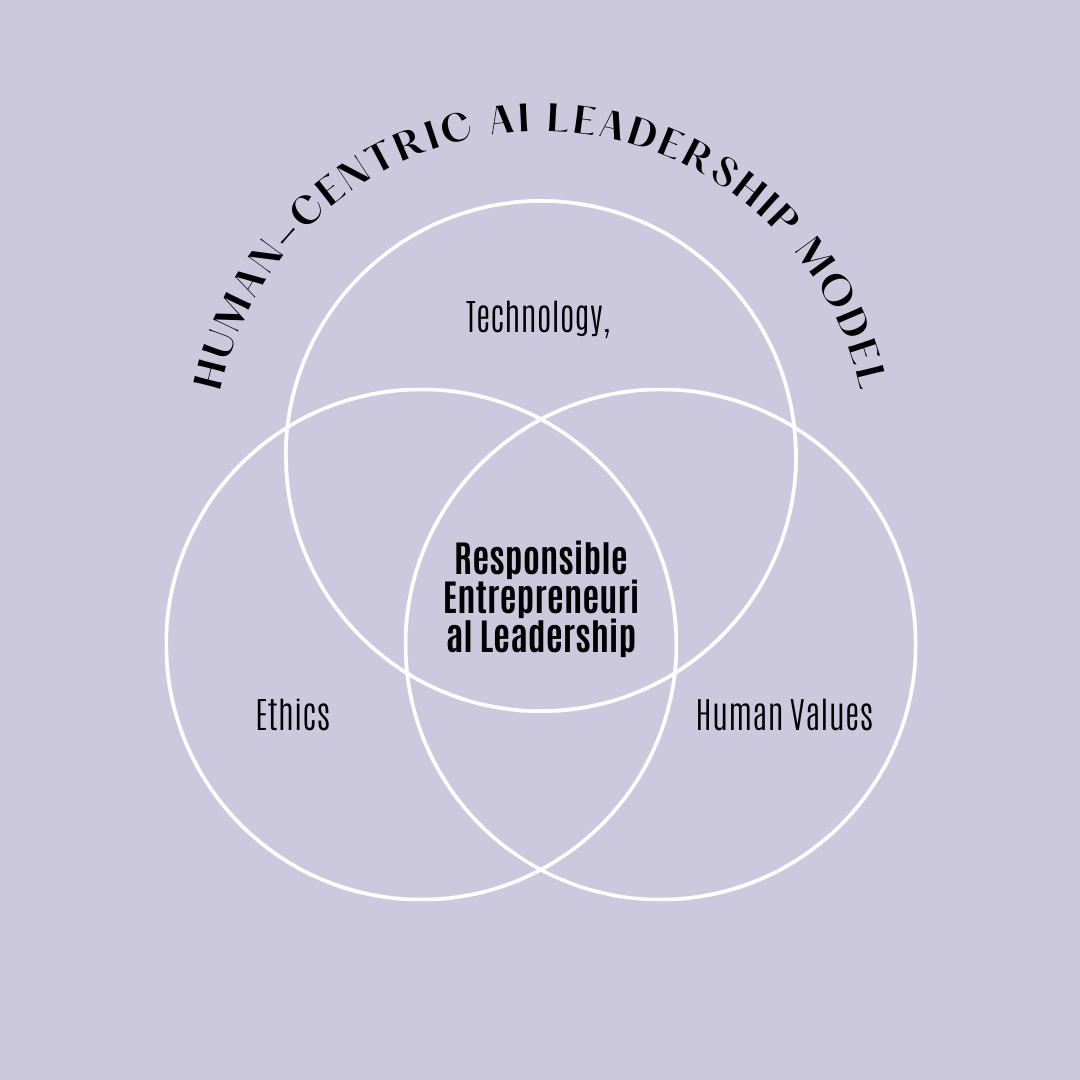 HUMAN-CENTRIC AI LEADERSHIP MODEL
Technology,
Responsible
Entrepreneuri
al Leadership
Ethics
Human Values